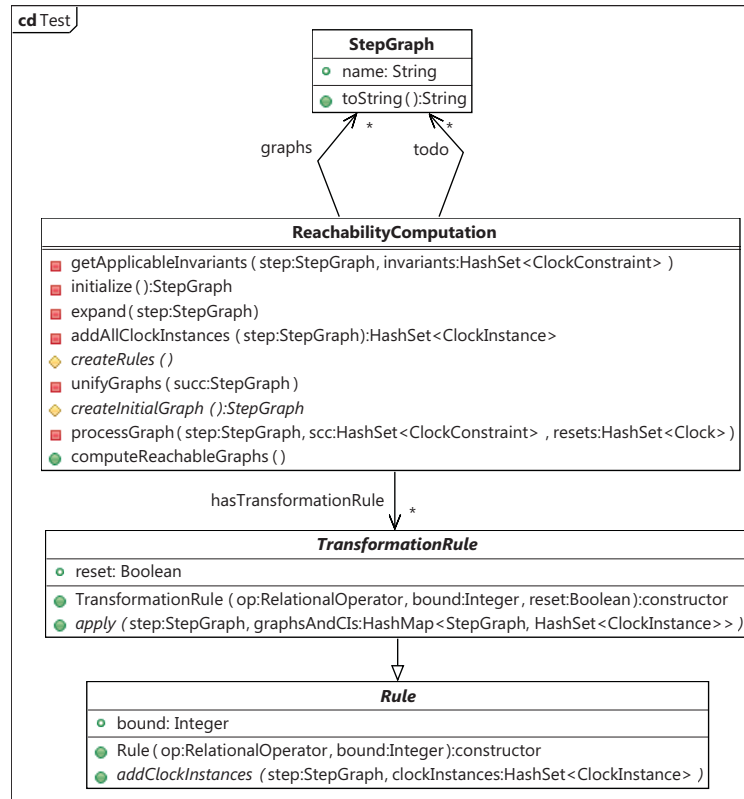 cd Test
StepGraph
name: String
toString():String
* *
graphs todo
ReachabilityComputation
getApplicableInvariants(step:StepGraph, invariants:HashSet<ClockConstraint>)
initialize():StepGraph
expand(step:StepGraph)
addAllClockInstances (step:StepGraph):HashSet<ClockInstance>
createRules ()
unifyGraphs (succ:StepGraph)
createInitialGraph ():StepGraph
processGraph(step:StepGraph, scc:HashSet<ClockConstraint>, resets:HashSet<Clock>)
computeReachableGraphs ()
hasTransformationRule *
TransformationRule
reset: Boolean
TransformationRule (op:RelationalOperator, bound:Integer, reset:Boolean):constructor
apply (step:StepGraph, graphsAndCIs:HashMap<StepGraph, HashSet<ClockInstance>>)
Rule
bound: Integer
Rule(op:RelationalOperator, bound:Integer):constructor
addClockInstances (step:StepGraph, clockInstances:HashSet<ClockInstance>)